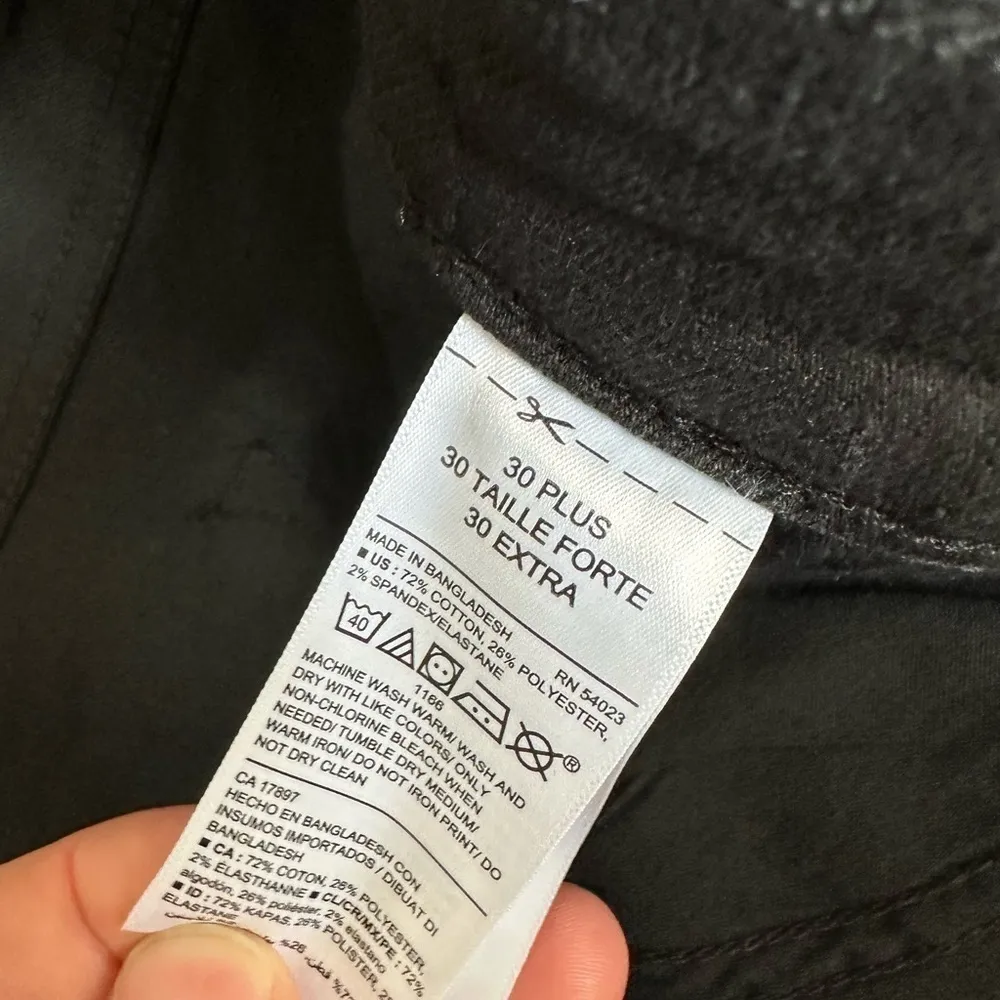 30 PLUS
30 TAILLE FORTE
30 EXTRA
MADE IN BANGLADESH
RN 54023
■ US : 72% COTTON, 26% POLYESTER,
2% SPANDEX/ELASTANE
40
1166
®
MACHINE WASH WARM/ WASH AND
DRY WITH LIKE COLORS/ ONLY
NON-CHLORINE BLEACH WHEN
NEEDED/ TUMBLE DRY MEDIUM/
WARM IRON/ DO NOT IRON PRINT/ DO
NOT DRY CLEAN
CA 17897
HECHO EN BANGLADESH CON
INSUMOS IMPORTADOS / DIBUAT DI
BANGLADESH
■ CA : 72% COTON, 26% POLYESTER,
2% ÉLASTHANNE ■ CL/CR/MX/PE : 72%
algodón, 26% poliéster, 2% elastano
■ ID : 72% KAPAS, 26% POLISTER, 2%
ELASTANE